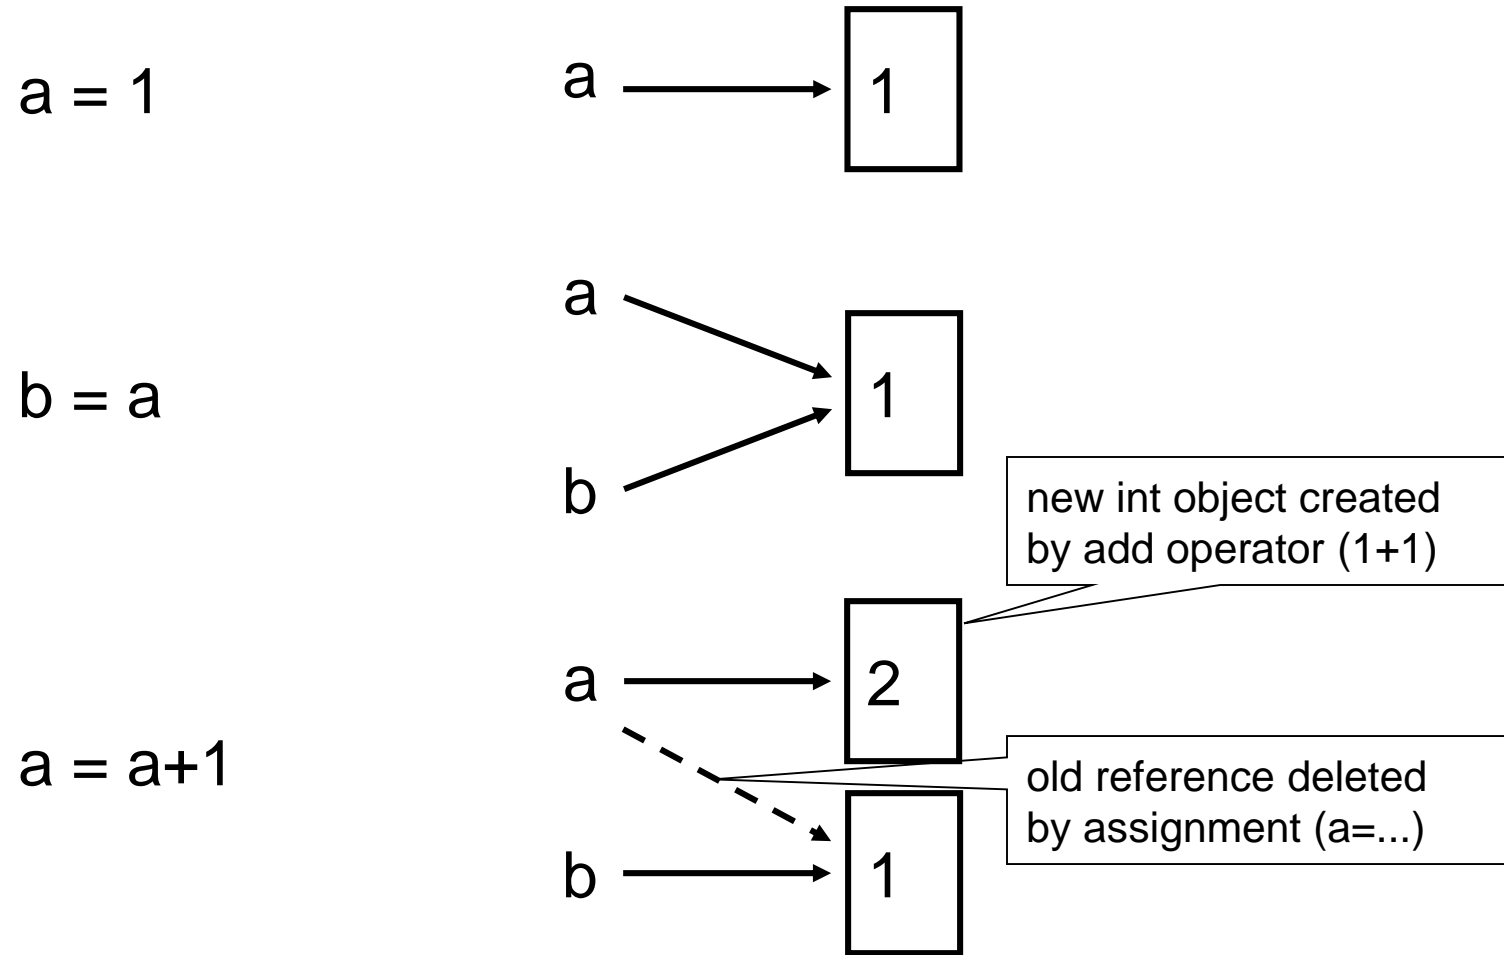 a = 1
a
1
b = a
a
1
b
new int object created
by add operator (1+1)
a = a+1
a
2
old reference deleted
by assignment (a=...)
b
1